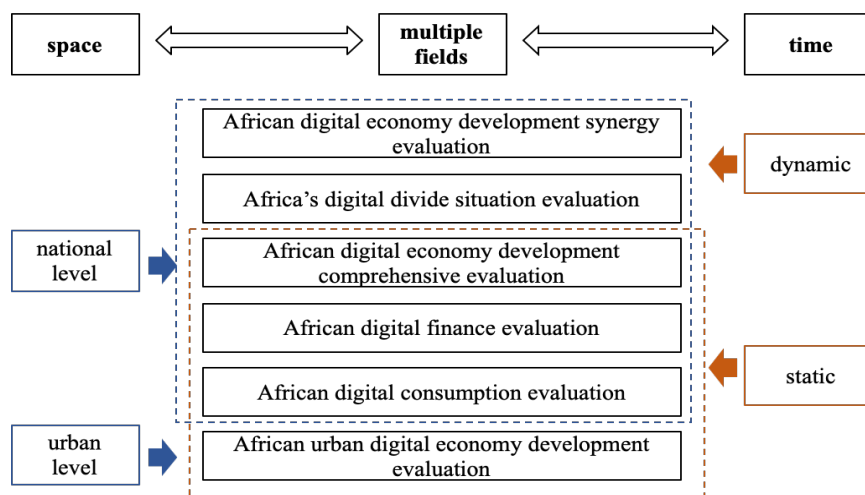 space
multiple
fields
time
African digital economy development synergy
evaluation
dynamic
Africa's digital divide situation evaluation
national
level
African digital economy development
comprehensive evaluation
African digital finance evaluation
static
African digital consumption evaluation
urban
level
African urban digital economy development
evaluation